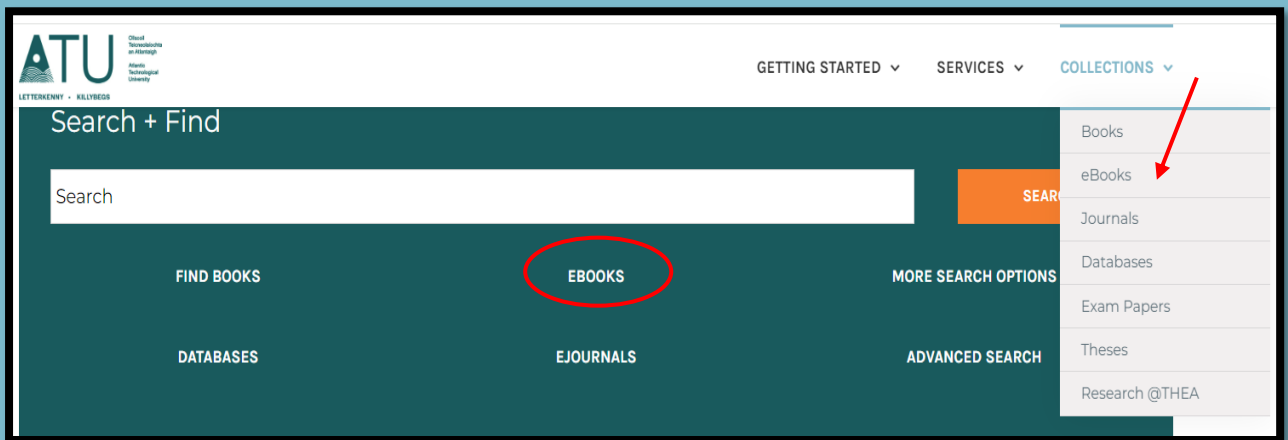 ATU
Ollscoil
Teicneolaíochta
an Atlantaigh
Atlantic
Technological
University
LETTERKENNY - KILLYBEGS
GETTING STARTED
SERVICES
COLLECTIONS
Search + Find
Search
SEAR
FIND BOOKS
EBOOKS
MORE SEARCH OPTIONS
DATABASES
EJOURNALS
ADVANCED SEARCH
Books
eBooks
Journals
Databases
Exam Papers
Theses
Research @THEA